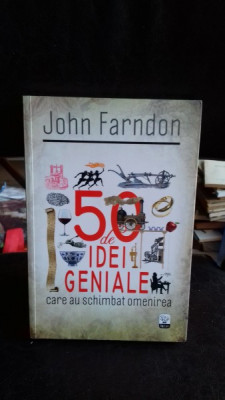 John Farndon
50
de
IDEI
GENIALE
care au schimbat omenirea